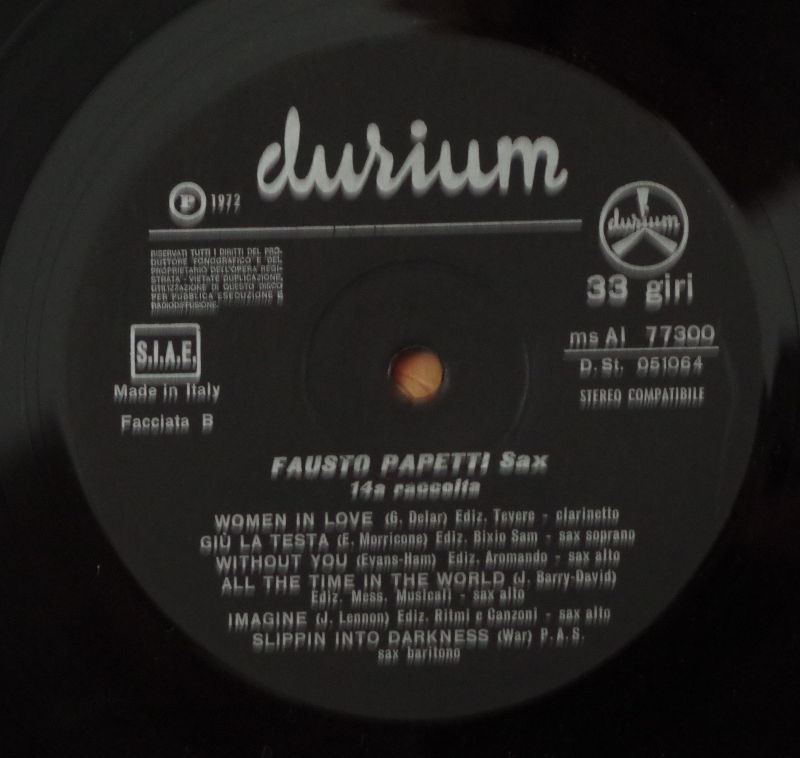 durium
P 1972
durium
RISERVATI TUTTI I DIRITTI DEL PRO-
DUTTORE FONOGRAFICO E DEL
PROPRIETARIO DELL'OPERA REGI-
STRATA - VIETATE DUPLICAZIONE,
UTILIZZAZIONE DI QUESTO DISCO
PER PUBBLICA ESECUZIONE E
RADIODIFFUSIONE.
33 giri
S.I.A.E.
ms AI 77300
D. St. 051064
Made in Italy
STEREO COMPATIBILE
Facciata B
FAUSTO PAPETTI Sax
14a raccolta
WOMEN IN LOVE (G. Delar) Ediz. Tevere - clarinetto
GIÙ LA TESTA (E. Morricone) Ediz. Bixio Sam - sax soprano
WITHOUT YOU (Evans-Ham) Ediz. Aromando - sax alto
ALL THE TIME IN THE WORLD (J. Barry-David)
Ediz. Mess. Musicali - sax alto
IMAGINE (J. Lennon) Ediz. Ritmi e Canzoni - sax alto
SLIPPIN INTO DARKNESS (War) P.A.S.
sax baritono